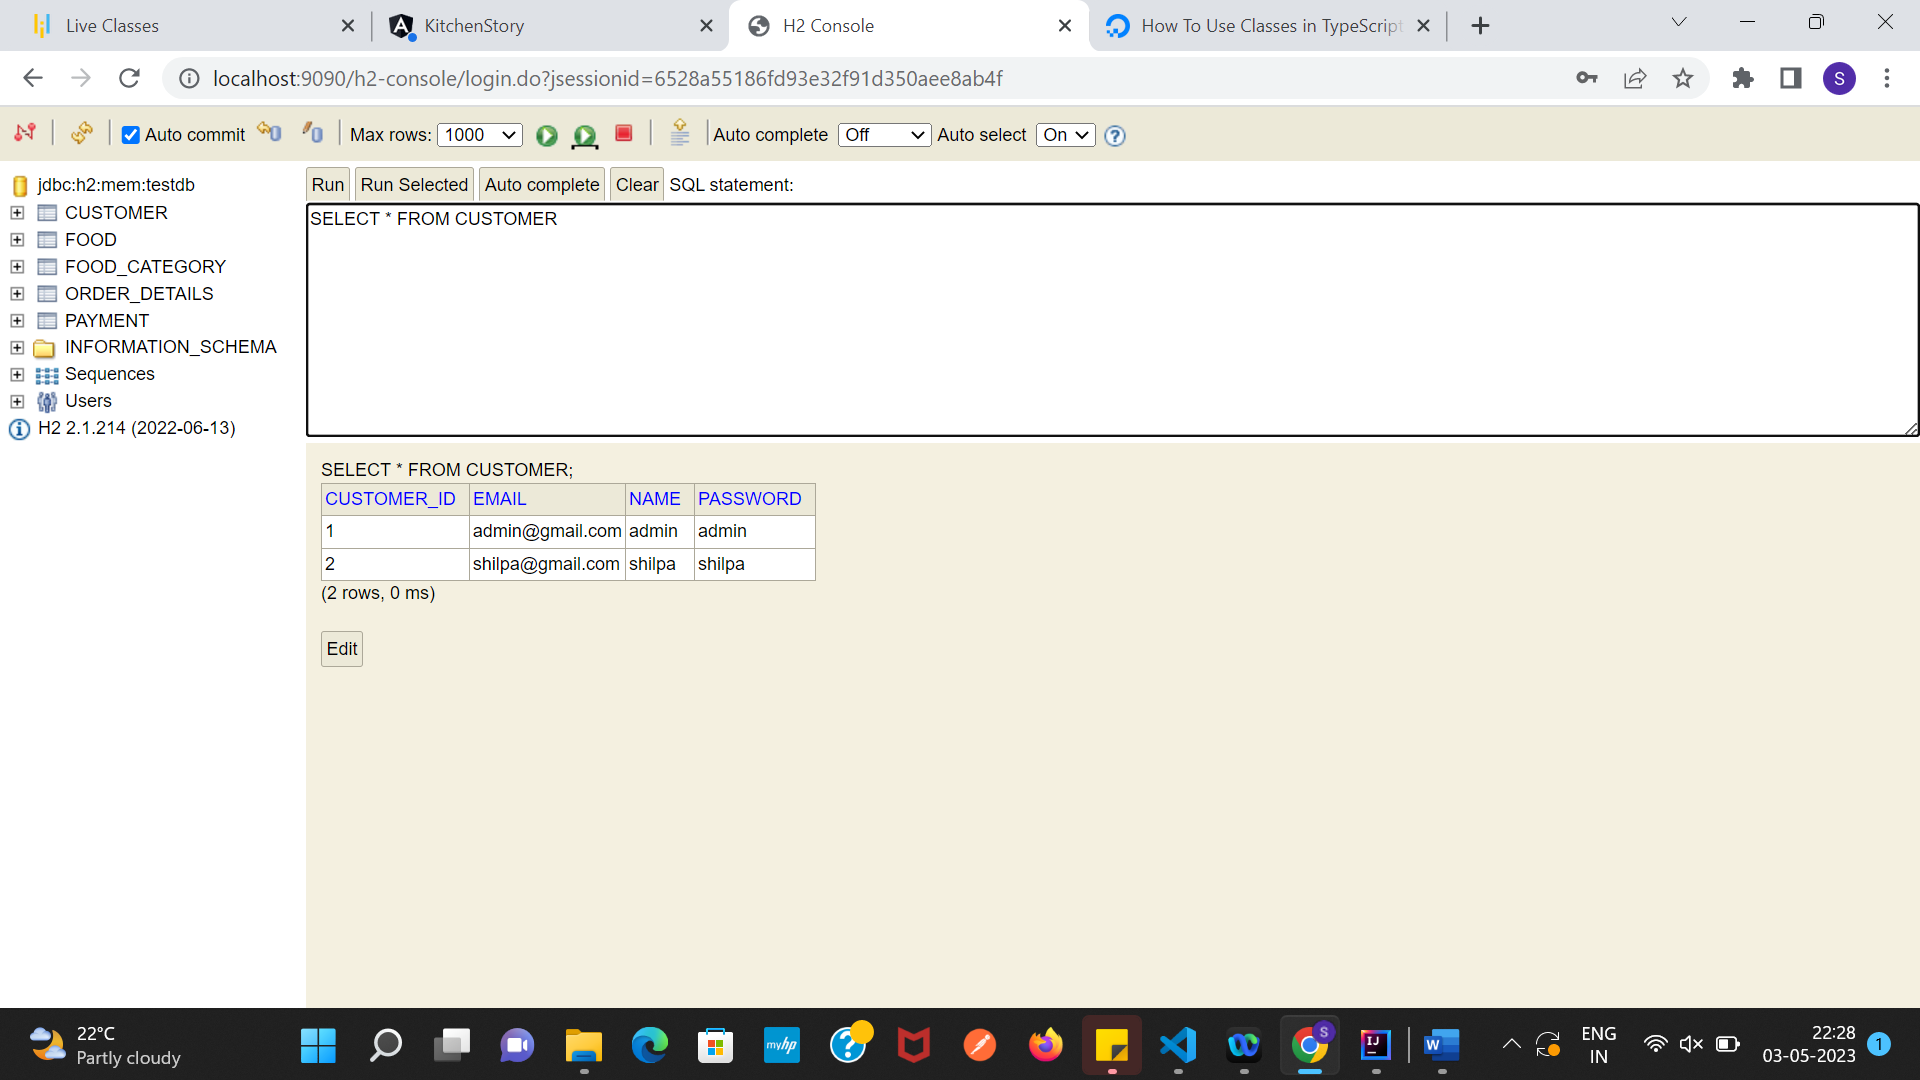 Live Classes
KitchenStory
H2 Console
How To Use Classes in TypeScript
localhost:9090/h2-console/login.do?jsessionid=6528a55186fd93e32f91d350aee8ab4f
S
Auto commit
Max rows: 1000
Auto complete Off
Auto select On
jdbc:h2:mem:testdb
CUSTOMER
FOOD
FOOD_CATEGORY
ORDER_DETAILS
PAYMENT
INFORMATION_SCHEMA
Sequences
Users
H2 2.1.214 (2022-06-13)
Run Run Selected Auto complete Clear SQL statement:
SELECT * FROM CUSTOMER
SELECT * FROM CUSTOMER;
CUSTOMER_ID EMAIL NAME PASSWORD
1 admin@gmail.com admin admin
2 shilpa@gmail.com shilpa shilpa
(2 rows, 0 ms)
Edit
22°C
Partly cloudy
myhp
S
IJ
W
ENG
IN
22:28
03-05-2023
1